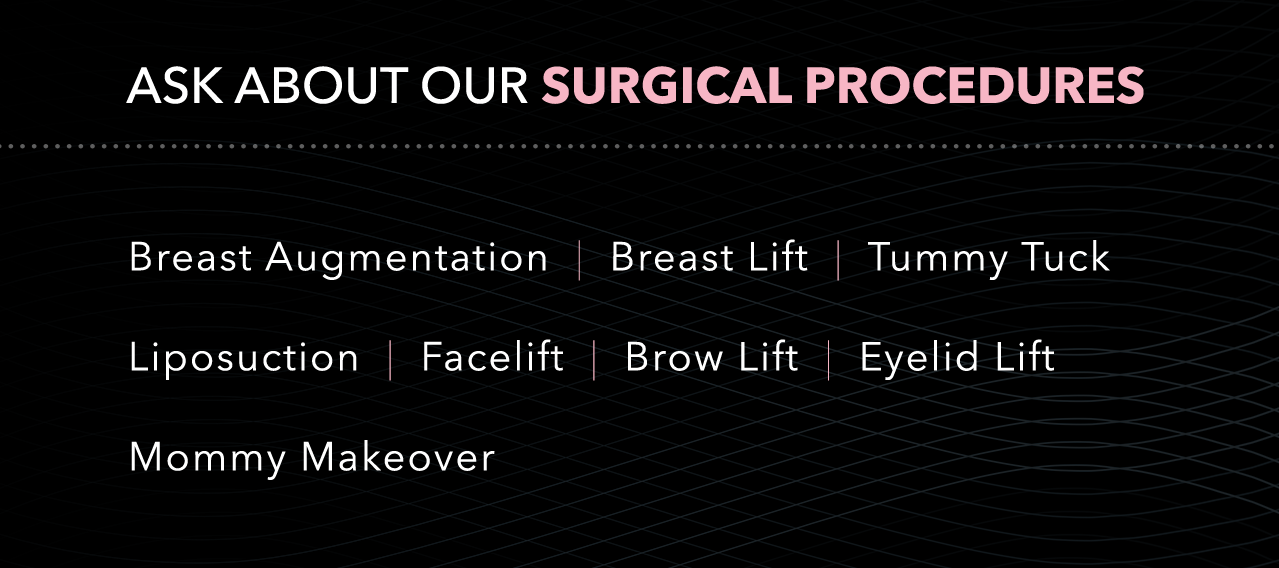 ASK ABOUT OUR SURGICAL PROCEDURES
Breast Augmentation | Breast Lift | Tummy Tuck
Liposuction | Facelift | Brow Lift | Eyelid Lift
Mommy Makeover